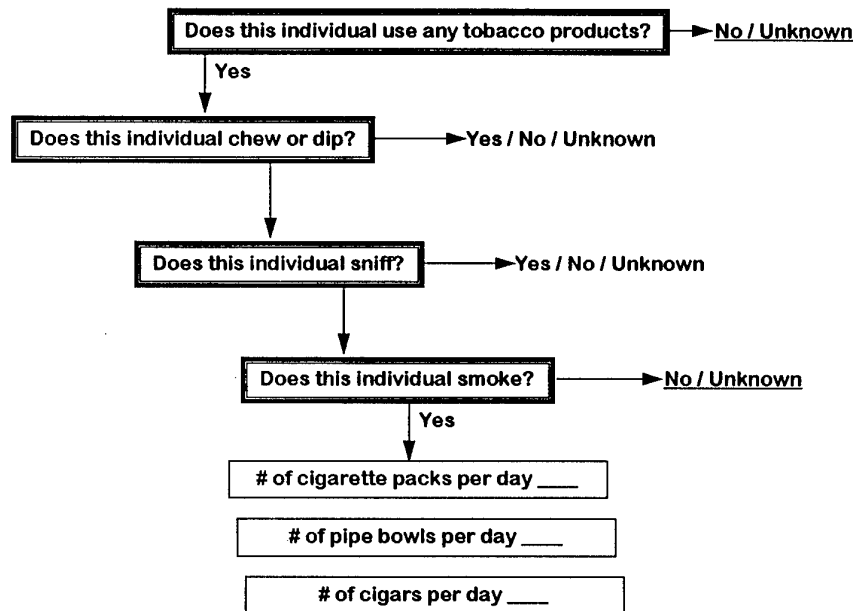 Does this individual use any tobacco products?
No / Unknown
Yes
Does this individual chew or dip?
Yes / No / Unknown
Does this individual sniff?
Yes / No / Unknown
Does this individual smoke?
No / Unknown
Yes
# of cigarette packs per day ____
# of pipe bowls per day ____
# of cigars per day ____